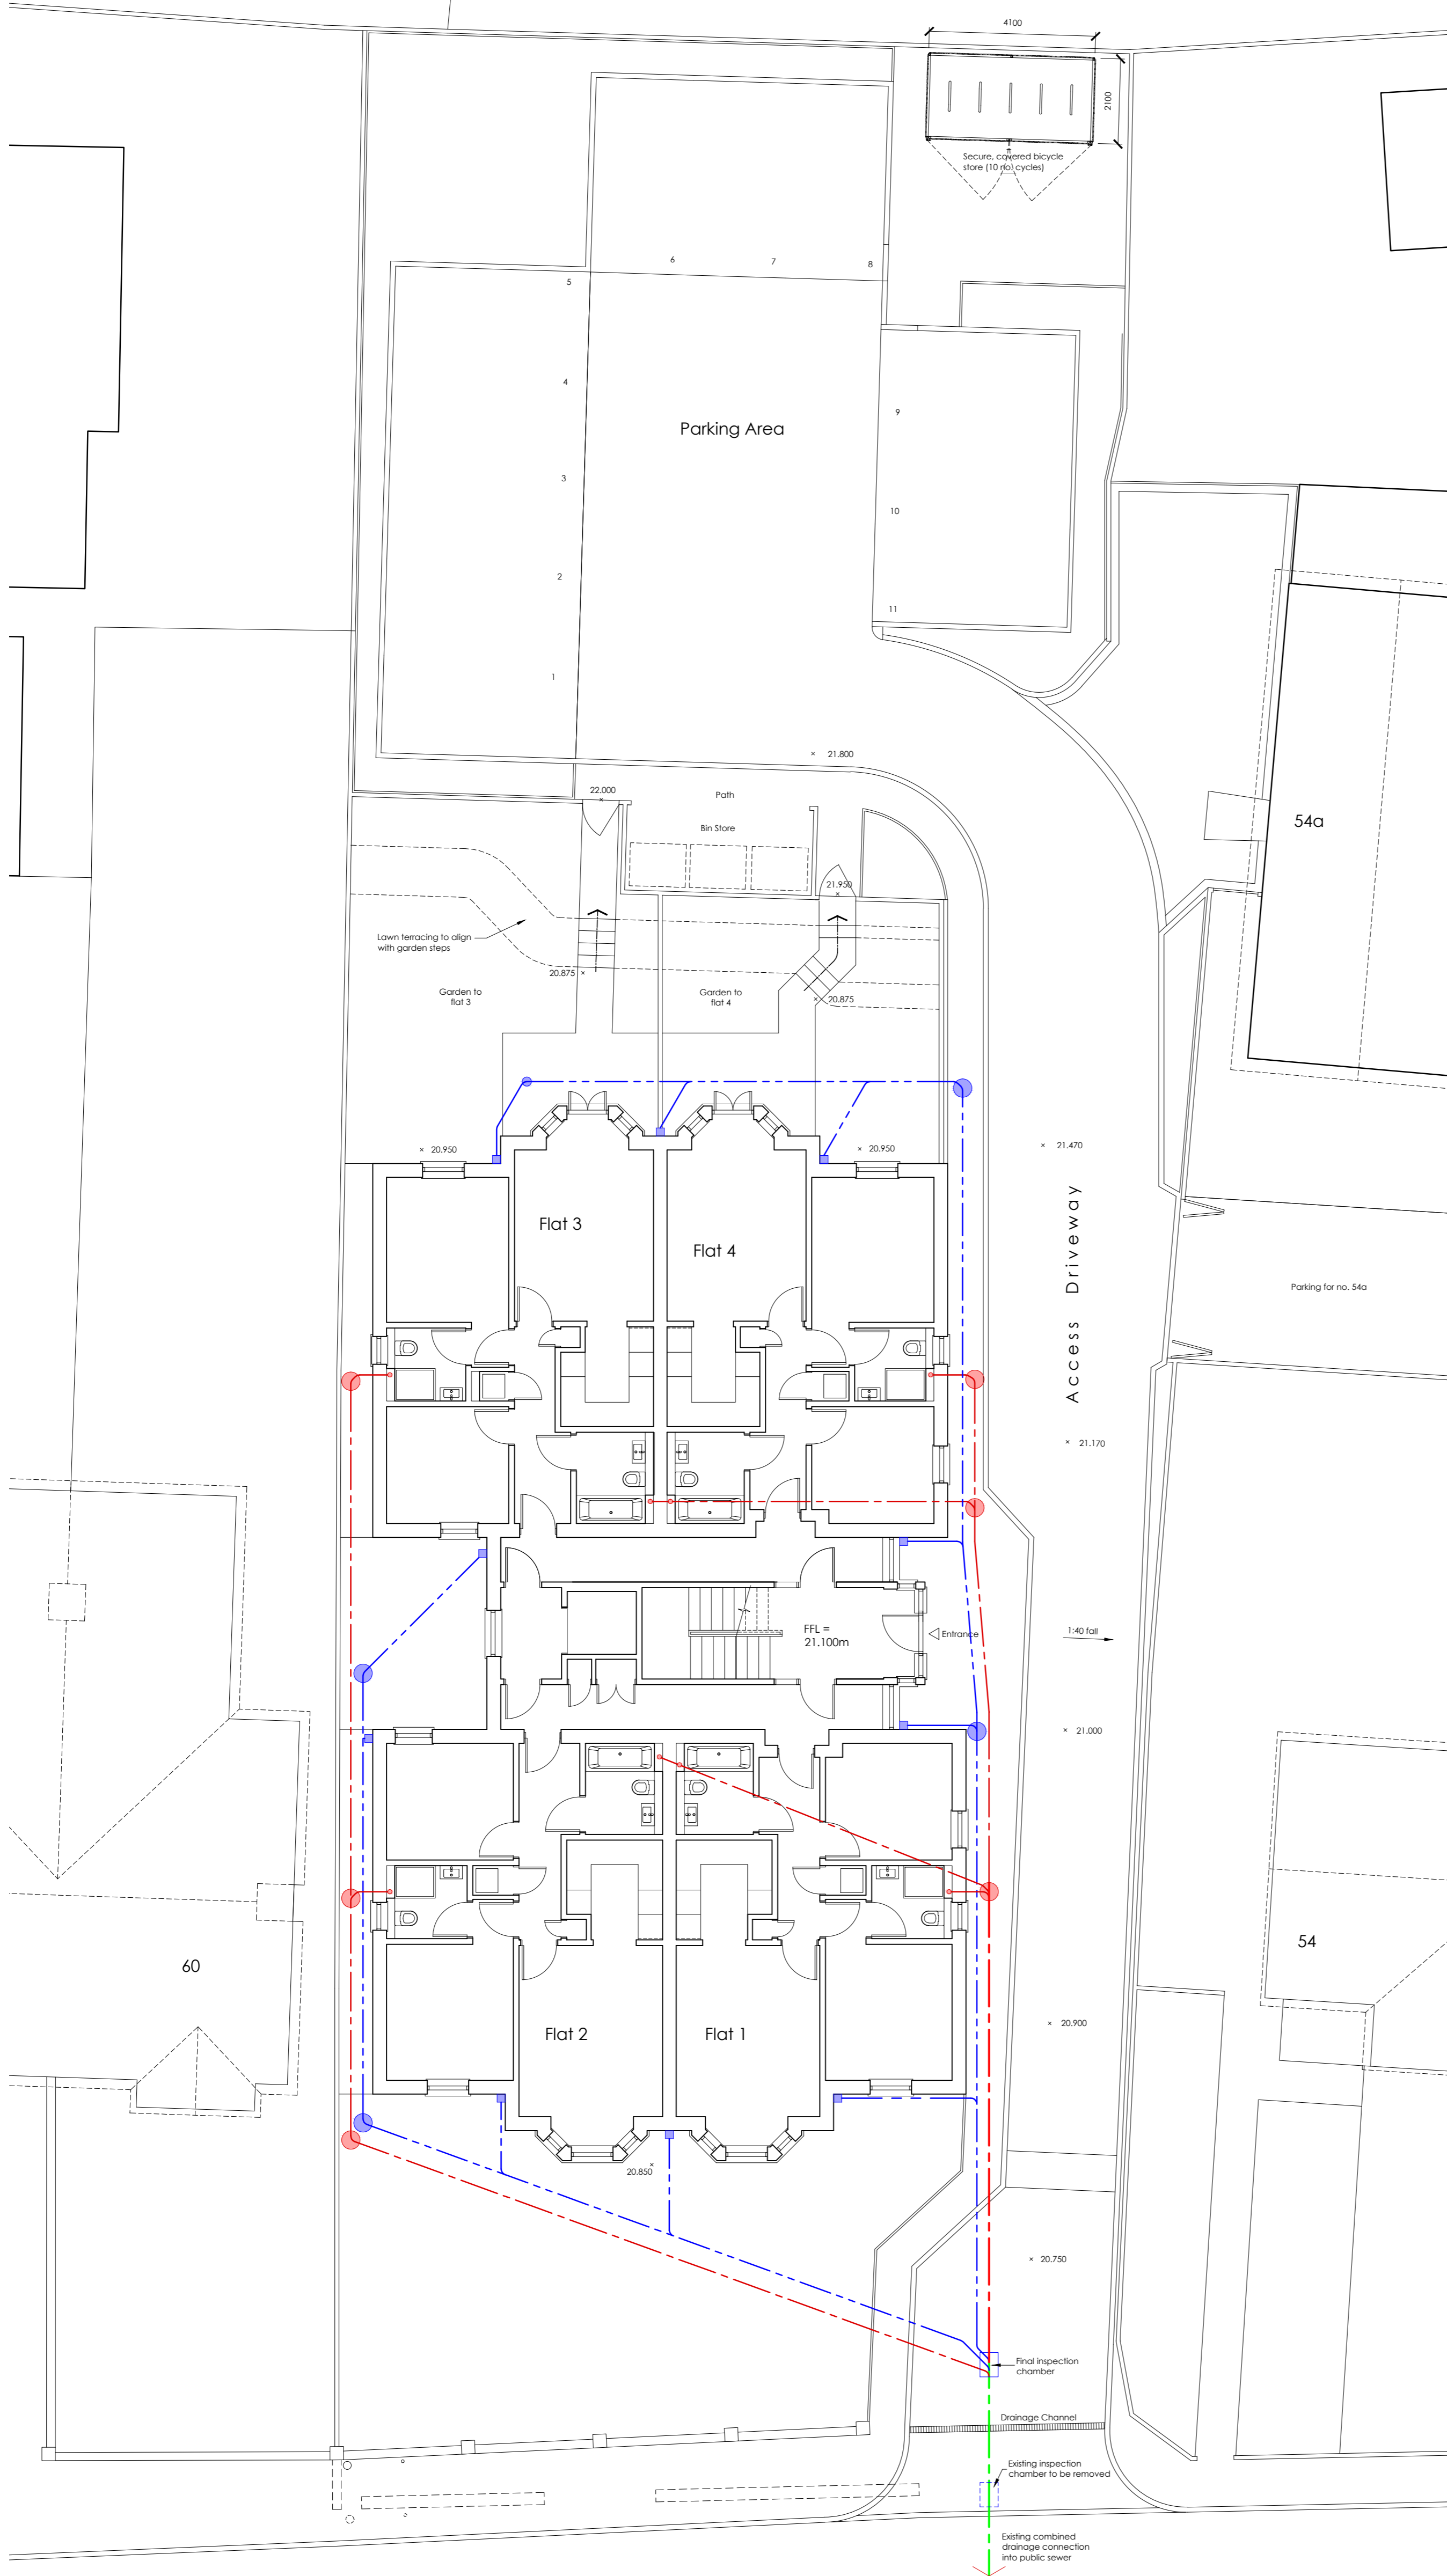 4100
2100
Secure, covered bicycle
store (10 no. cycles)
6
7
8
5
4
9
Parking Area
3
10
2
11
1
21.800
22.000
Path
Bin Store
54a
21.950
Lawn terracing to align
with garden steps
20.875
Garden to
flat 3
Garden to
flat 4
20.875
20.950
20.950
21.470
Flat 3
Flat 4
Access Driveway
Parking for no. 54a
21.170
FFL =
21.100m
Entrance
1:40 fall
21.000
60
54
20.900
Flat 2
Flat 1
20.850
20.750
Final inspection
chamber
Drainage Channel
Existing inspection
chamber to be removed
Existing combined
drainage connection
into public sewer